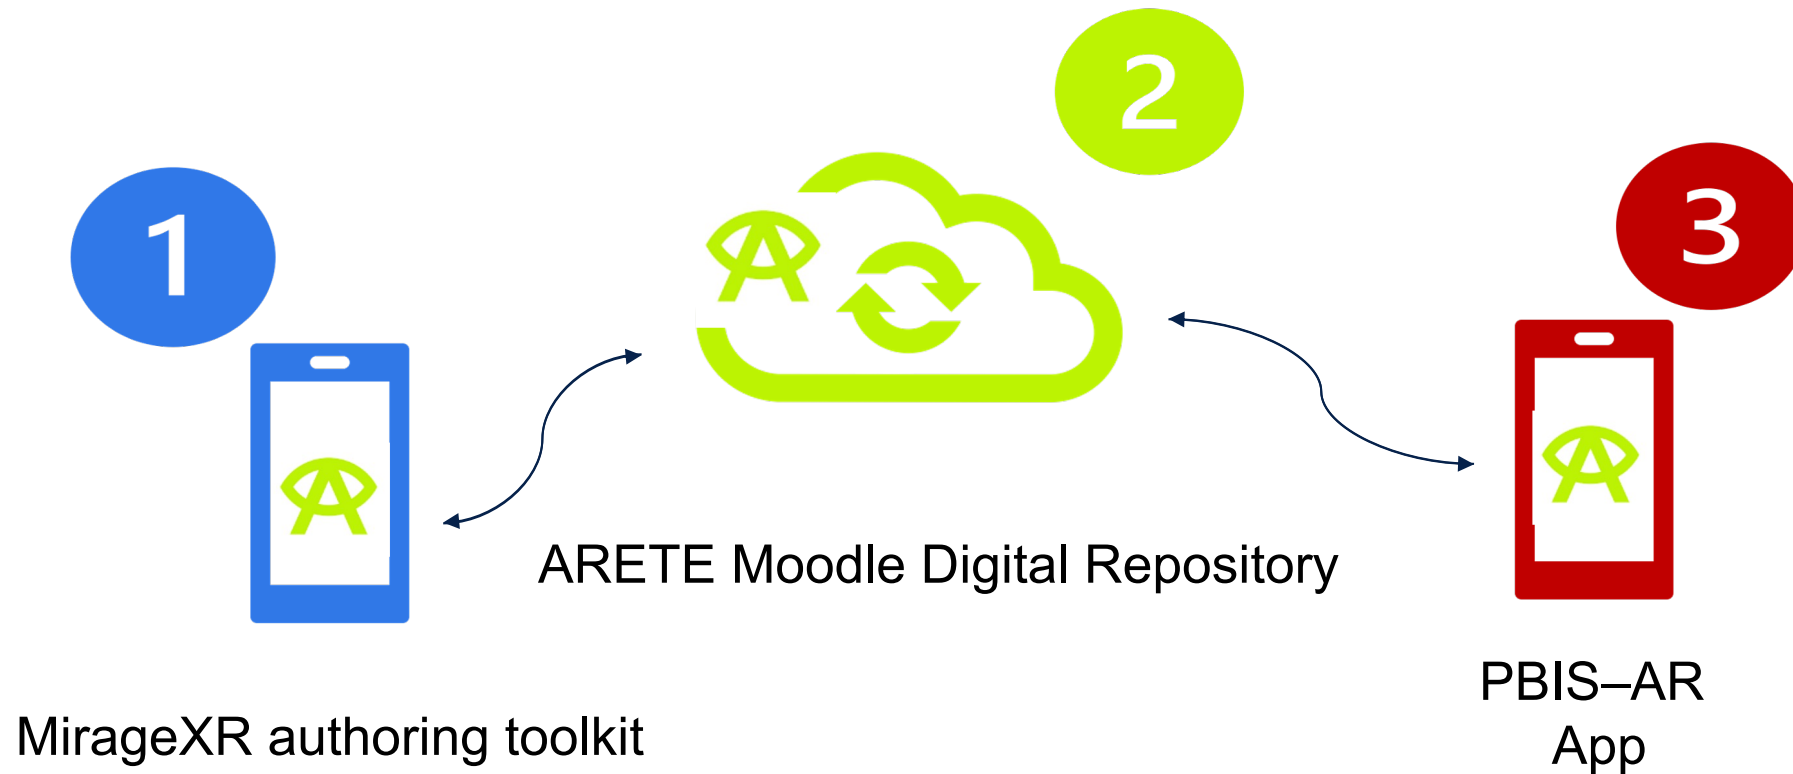 1
2
3
ARETE Moodle Digital Repository
MirageXR authoring toolkit
PBIS–AR
App